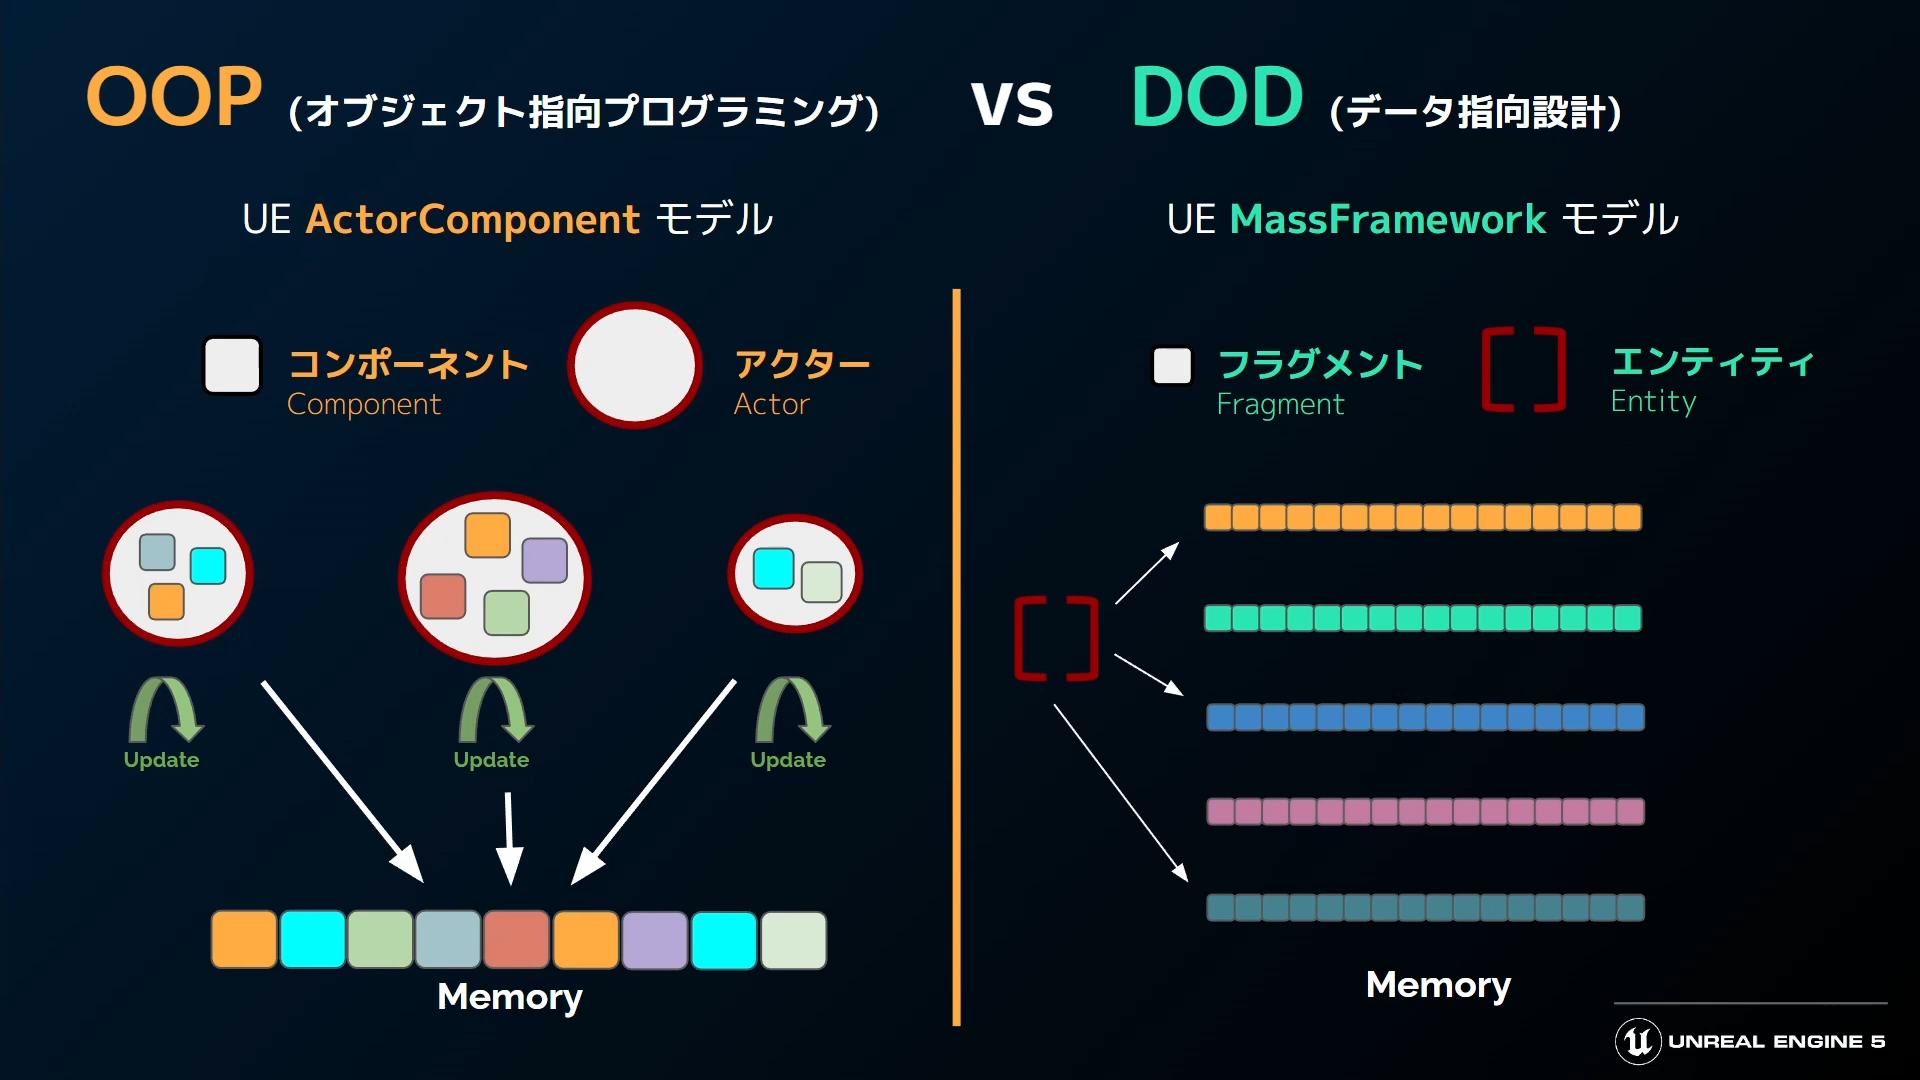 OOP (オブジェクト指向プログラミング) VS DOD (データ指向設計)
UE ActorComponent モデル
UE MassFramework モデル
コンポーネント
Component
アクター
Actor
フラグメント
Fragment
エンティティ
Entity
Update
Update
Update
Memory
Memory
UNREAL ENGINE 5